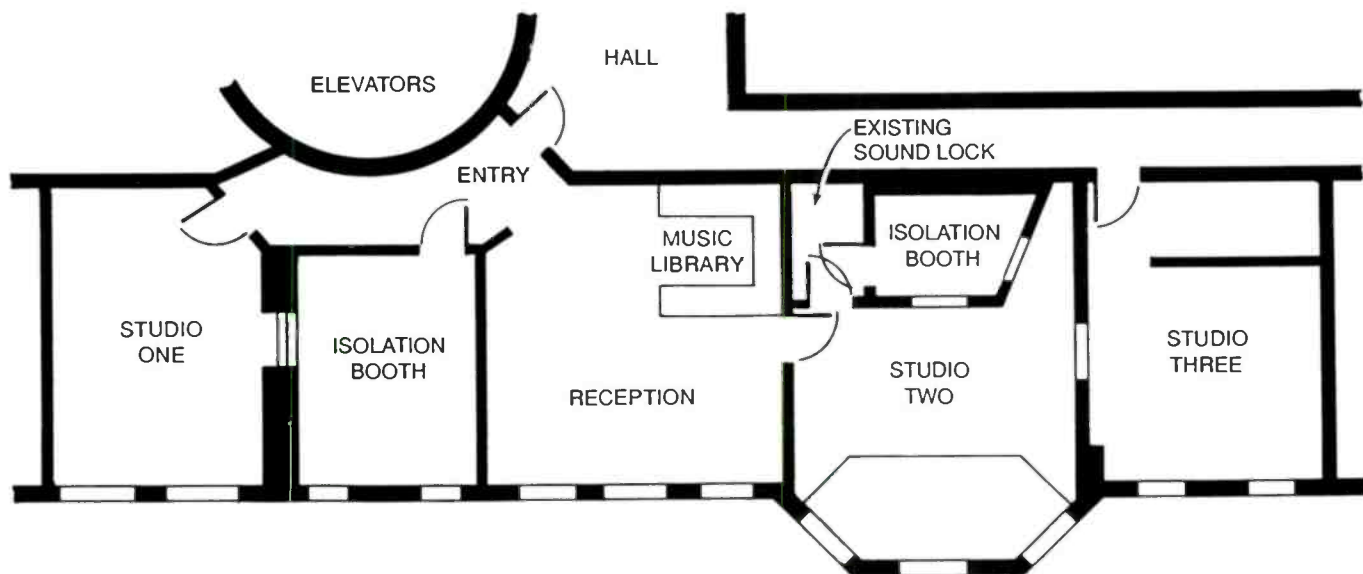 HALL
ELEVATORS
EXISTING
SOUND LOCK
ENTRY
MUSIC
LIBRARY
ISOLATION
BOOTH
STUDIO
ONE
ISOLATION
BOOTH
RECEPTION
STUDIO
TWO
STUDIO
THREE